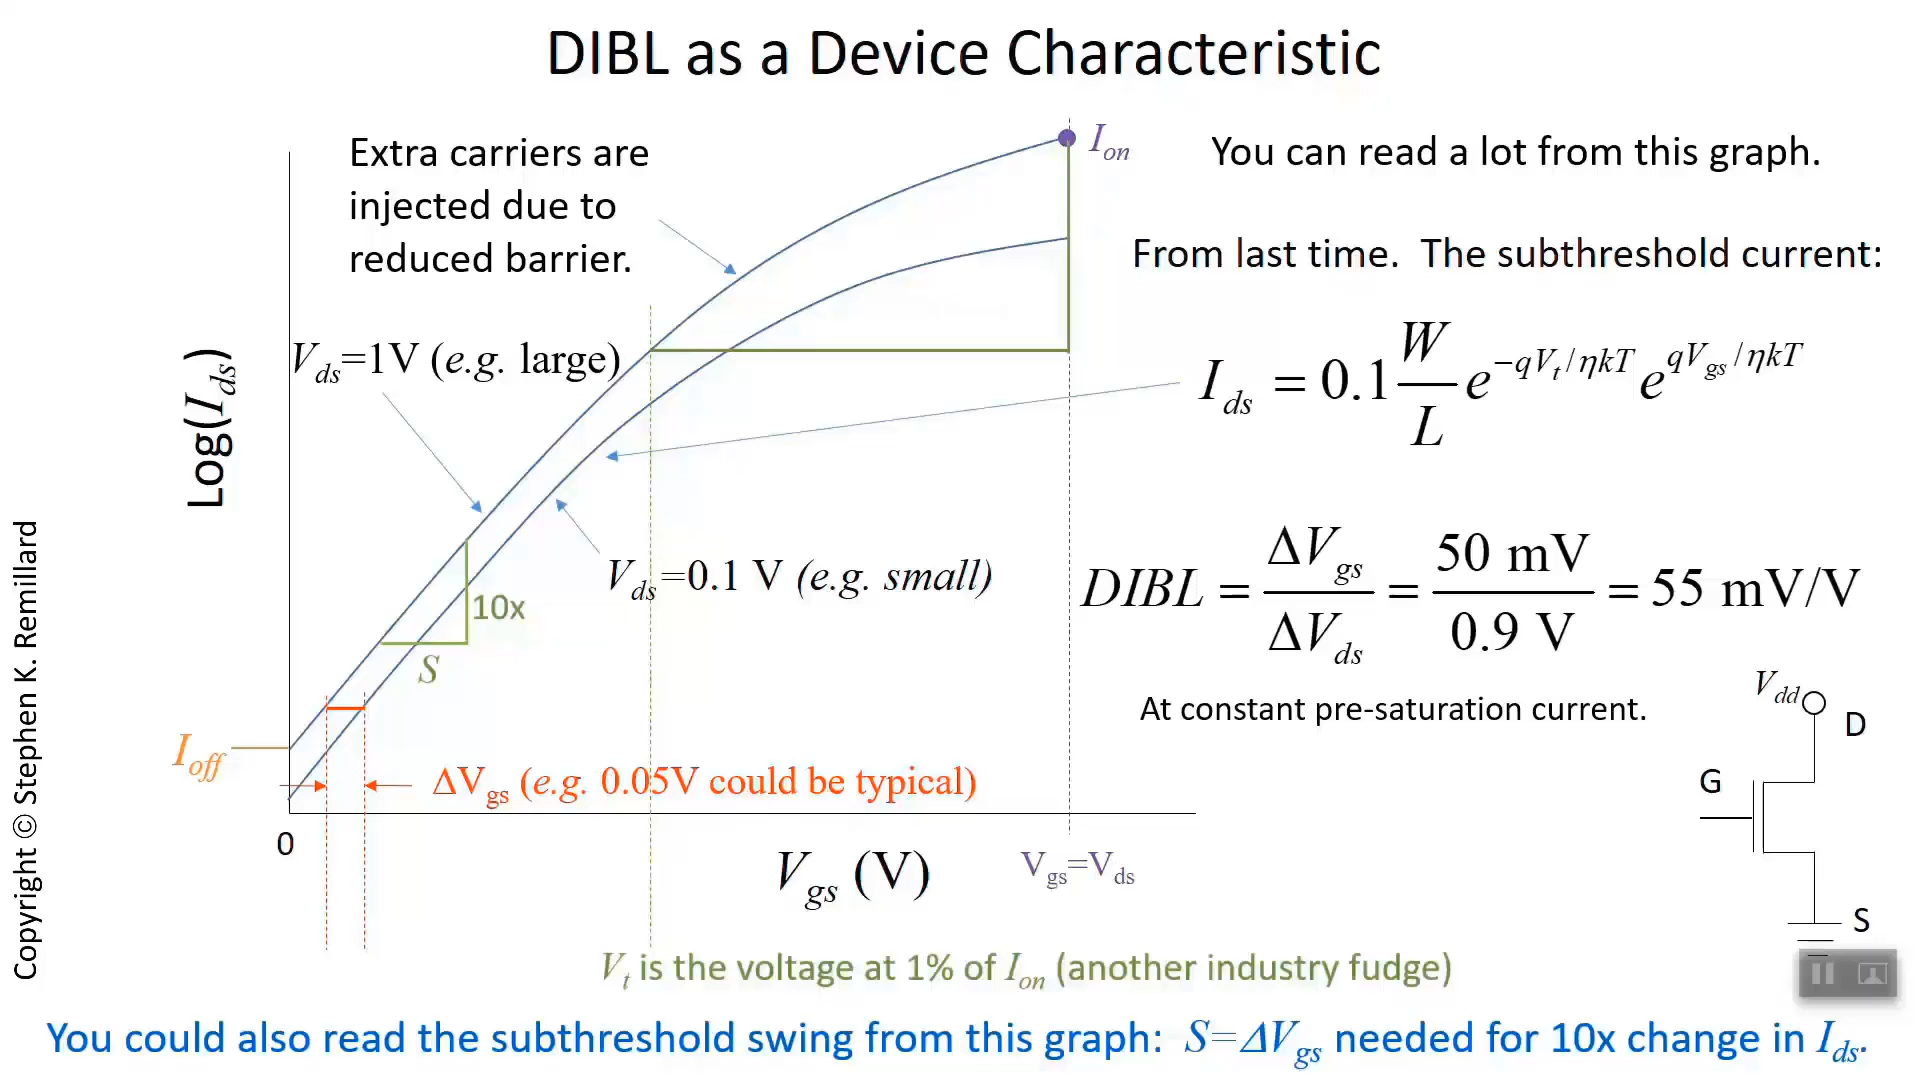 DIBL as a Device Characteristic
Extra carriers are
injected due to
reduced barrier.
I_on
You can read a lot from this graph.
From last time. The subthreshold current:
V_ds=1V (e.g. large)
Log(I_ds)
I_ds = 0.1 W/L e^{-qV_t/ηkT} e^{qV_gs/ηkT}
V_ds=0.1 V (e.g. small)
10x
S
DIBL = ΔV_gs/ΔV_ds = 50 mV/0.9 V = 55 mV/V
At constant pre-saturation current.
I_off
ΔV_gs (e.g. 0.05V could be typical)
0
V_gs (V)
V_gs=V_ds
V_dd
D
G
S
V_t is the voltage at 1% of I_on (another industry fudge)
You could also read the subthreshold swing from this graph: S=ΔV_gs needed for 10x change in I_ds.
Copyright © Stephen K. Remillard